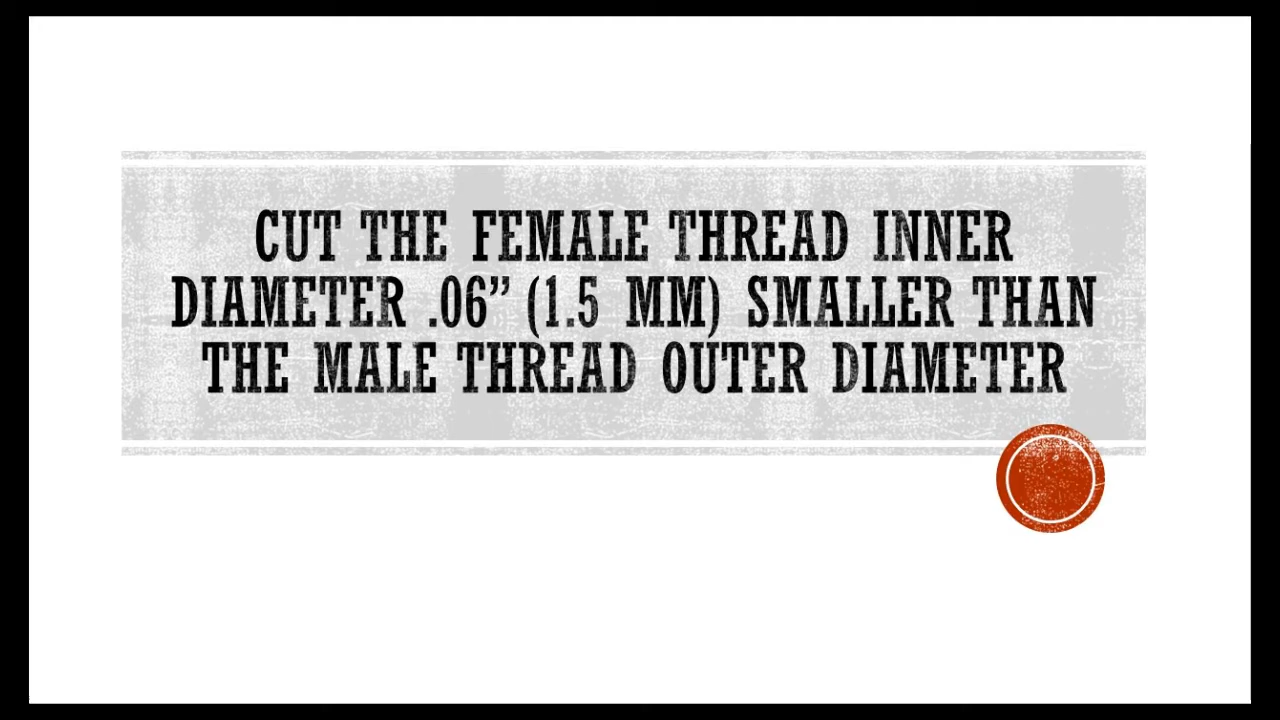 CUT THE FEMALE THREAD INNER
DIAMETER .06” (1.5 MM) SMALLER THAN
THE MALE THREAD OUTER DIAMETER